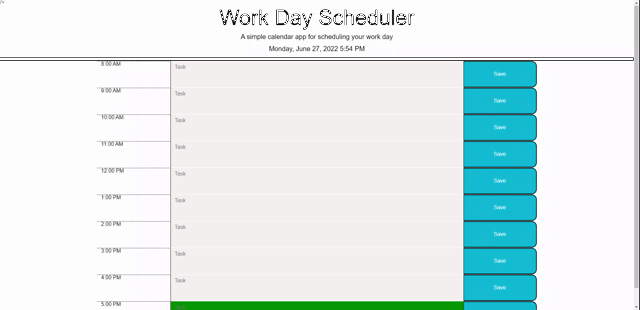 />
Work Day Scheduler
A simple calendar app for scheduling your work day
Monday, June 27, 2022 5:54 PM
8:00 AM Task Save
9:00 AM Task Save
10:00 AM Task Save
11:00 AM Task Save
12:00 PM Task Save
1:00 PM Task Save
2:00 PM Task Save
3:00 PM Task Save
4:00 PM Task Save
5:00 PM Task Save